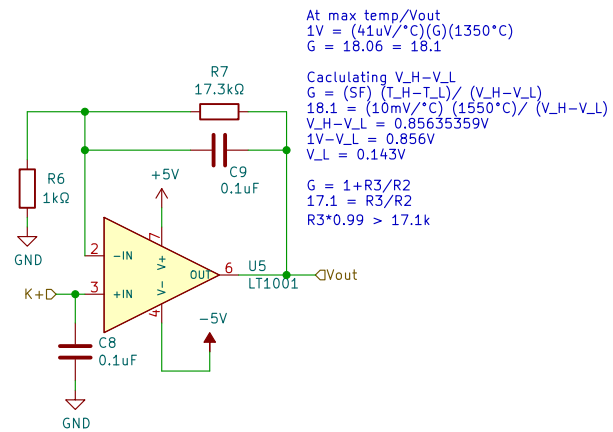 At max temp/Vout
1V = (41uV/°C)(G)(1350°C)
G = 18.06 = 18.1
Caclulating V_H-V_L
G = (SF) (T_H-T_L)/ (V_H-V_L)
18.1 = (10mV/°C) (1550°C)/ (V_H-V_L)
V_H-V_L = 0.85635359V
1V-V_L = 0.856V
V_L = 0.143V
G = 1+R3/R2
17.1 = R3/R2
R3*0.99 > 17.1k
R7
17.3kΩ
C9
0.1uF
R6
1kΩ
GND
+5V
2
-IN
7
V+
3
+IN
K+
OUT
6
U5
LT1001
Vout
V-
4
-5V
C8
0.1uF
GND